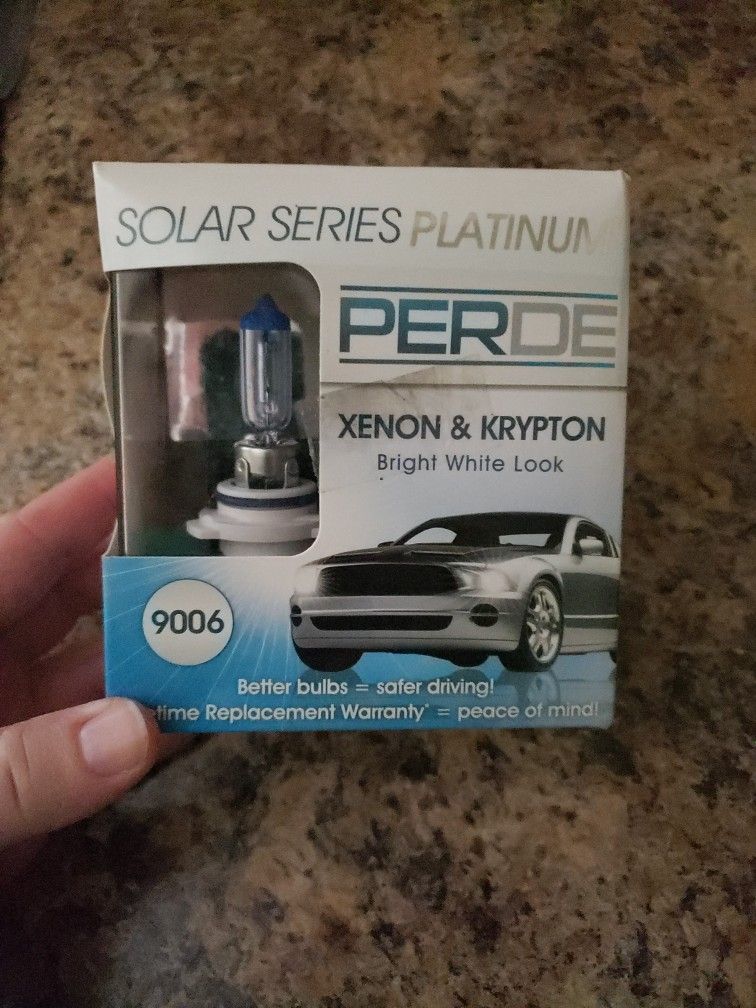 SOLAR SERIES PLATINUM
PERDE
XENON & KRYPTON
Bright White Look
9006
Better bulbs = safer driving!
Replacement Warranty* = peace of mind!